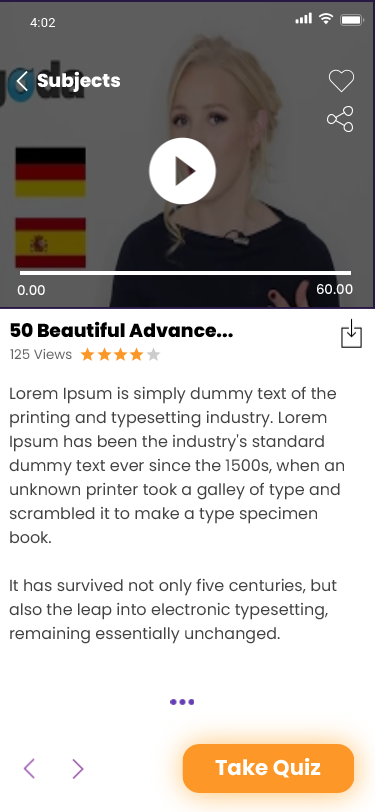 4:02
Subjects
0.00
60.00
50 Beautiful Advance...
125 Views
Lorem Ipsum is simply dummy text of the
printing and typesetting industry. Lorem
Ipsum has been the industry's standard
dummy text ever since the 1500s, when an
unknown printer took a galley of type and
scrambled it to make a type specimen
book.
It has survived not only five centuries, but
also the leap into electronic typesetting,
remaining essentially unchanged.
Take Quiz